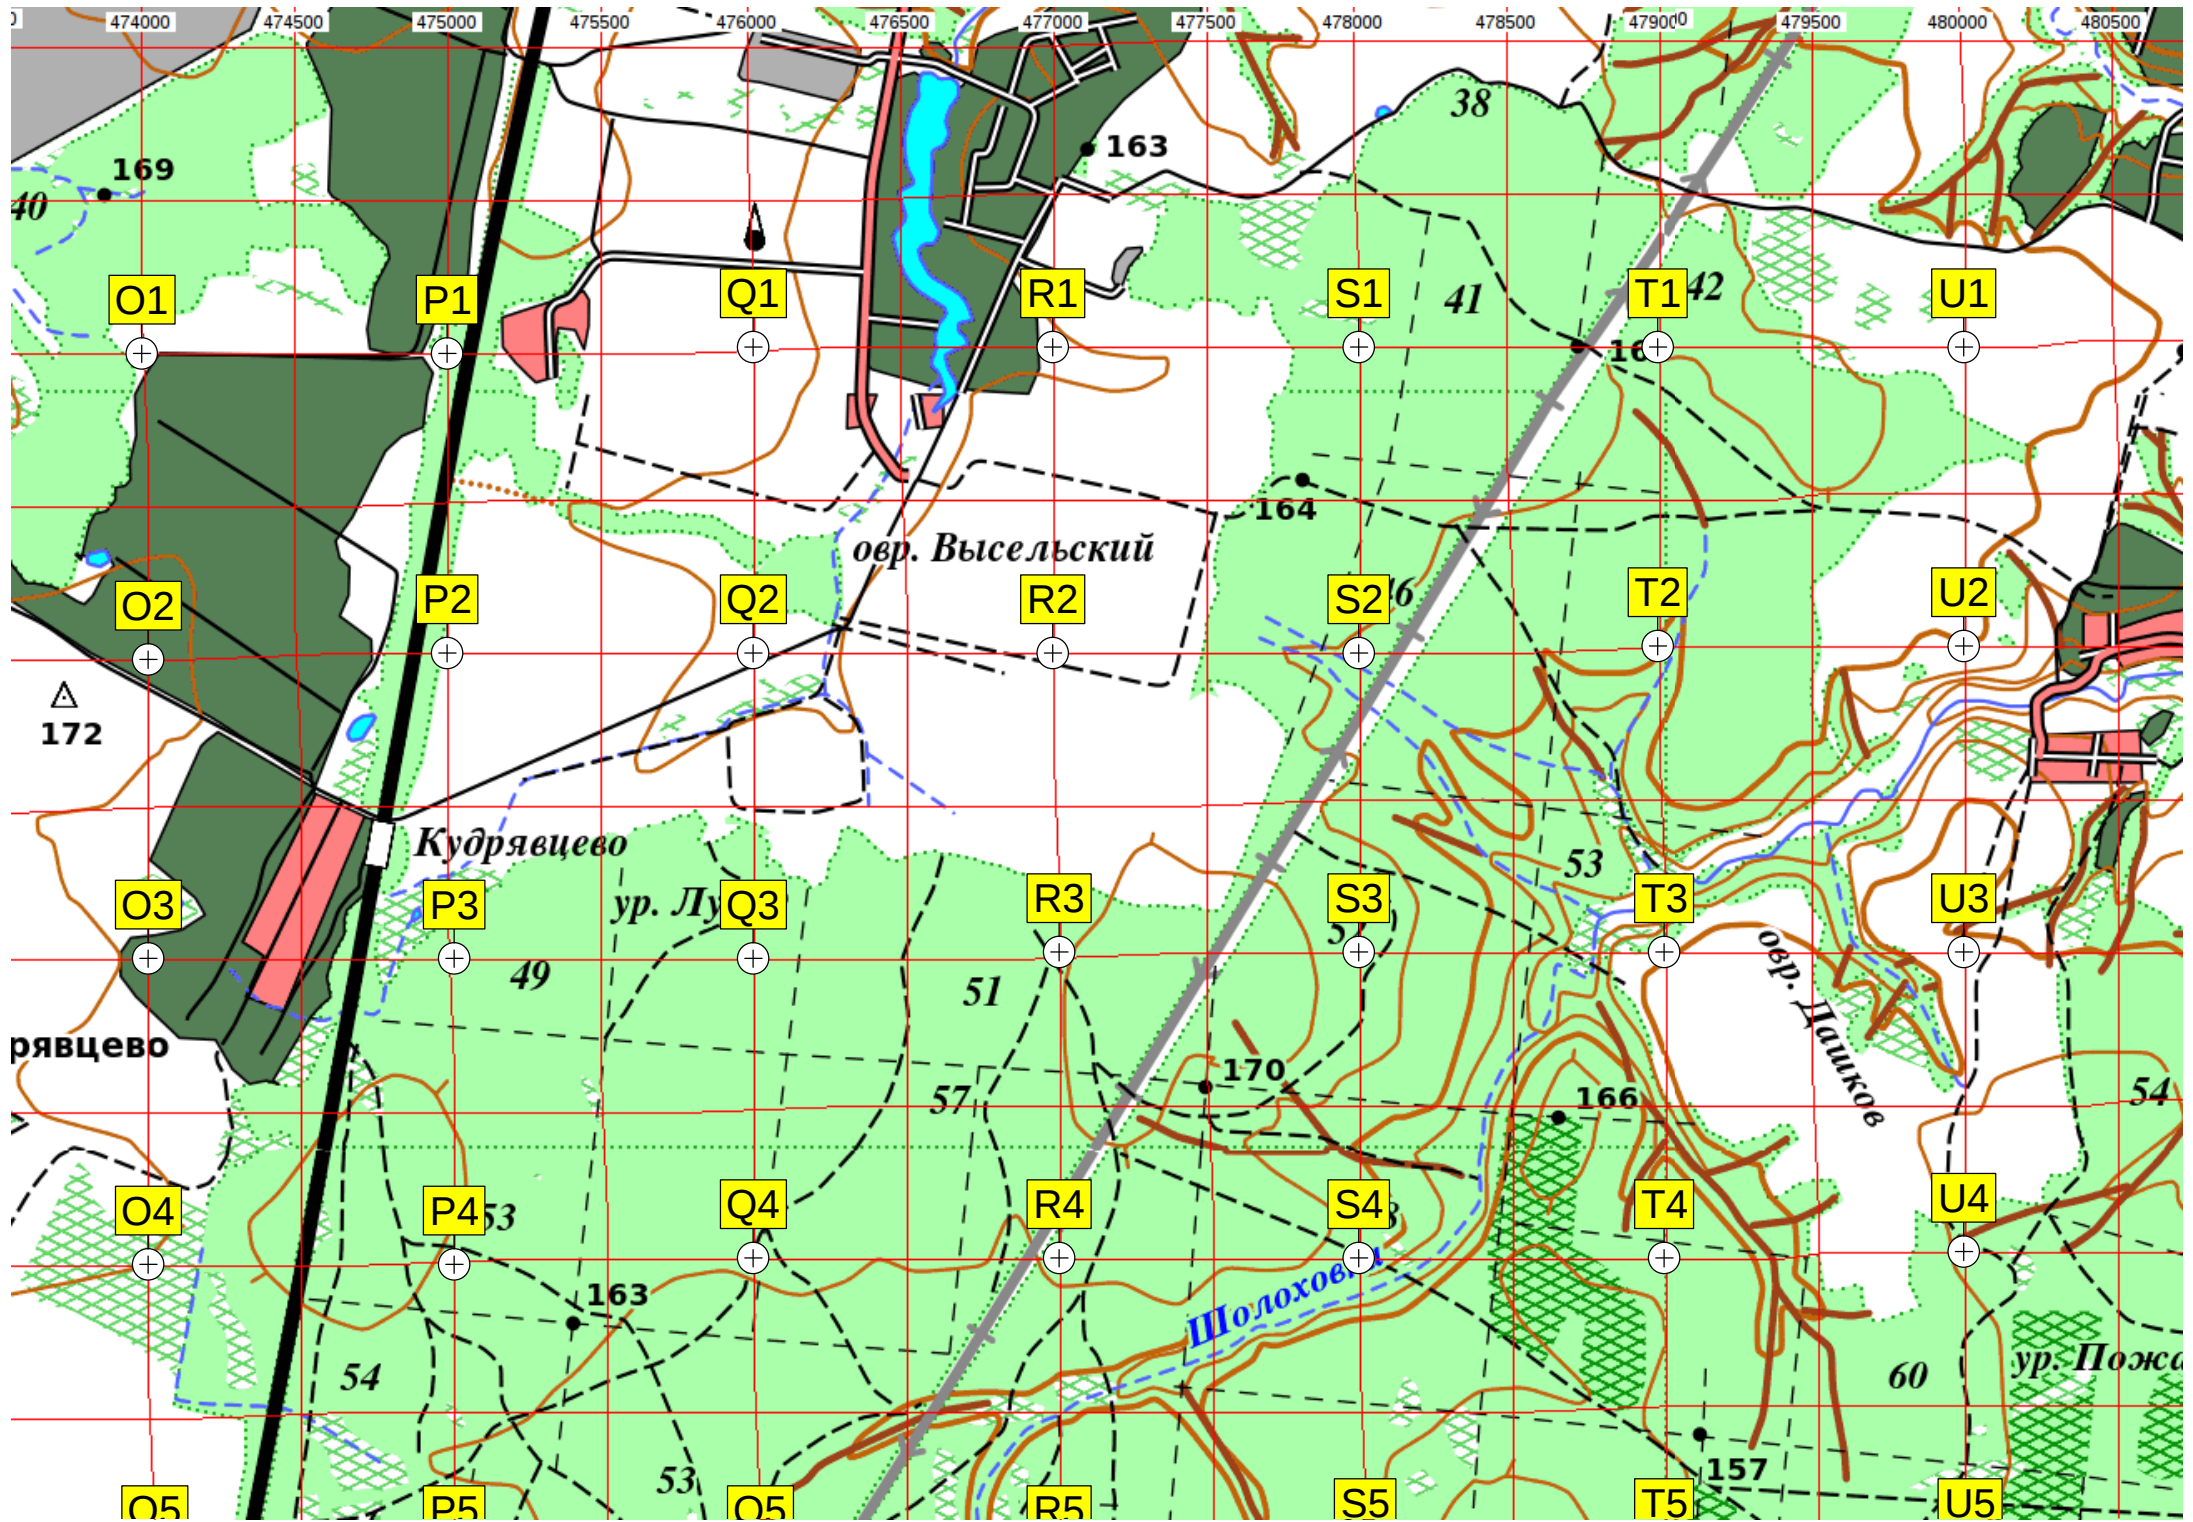 474000 474500 475000 475500 476000 476500 477000 477500 478000 478500 479000 479500 480000 480500
38
163
169
40
O1 P1 Q1 R1 S1 41 T1 42 U1
164
овр. Высельский
O2 P2 Q2 R2 S2 T2 U2
172
Кудрявцево
53
O3 P3 ур. Q3 R3 S3 T3 U3
49 51
овр. Дашков
рявцево
170
57 166 54
O4 P4 53 Q4 R4 S4 T4 U4
163
54 60 ур.
157
53
O5 P5 Q5 R5 S5 T5 U5